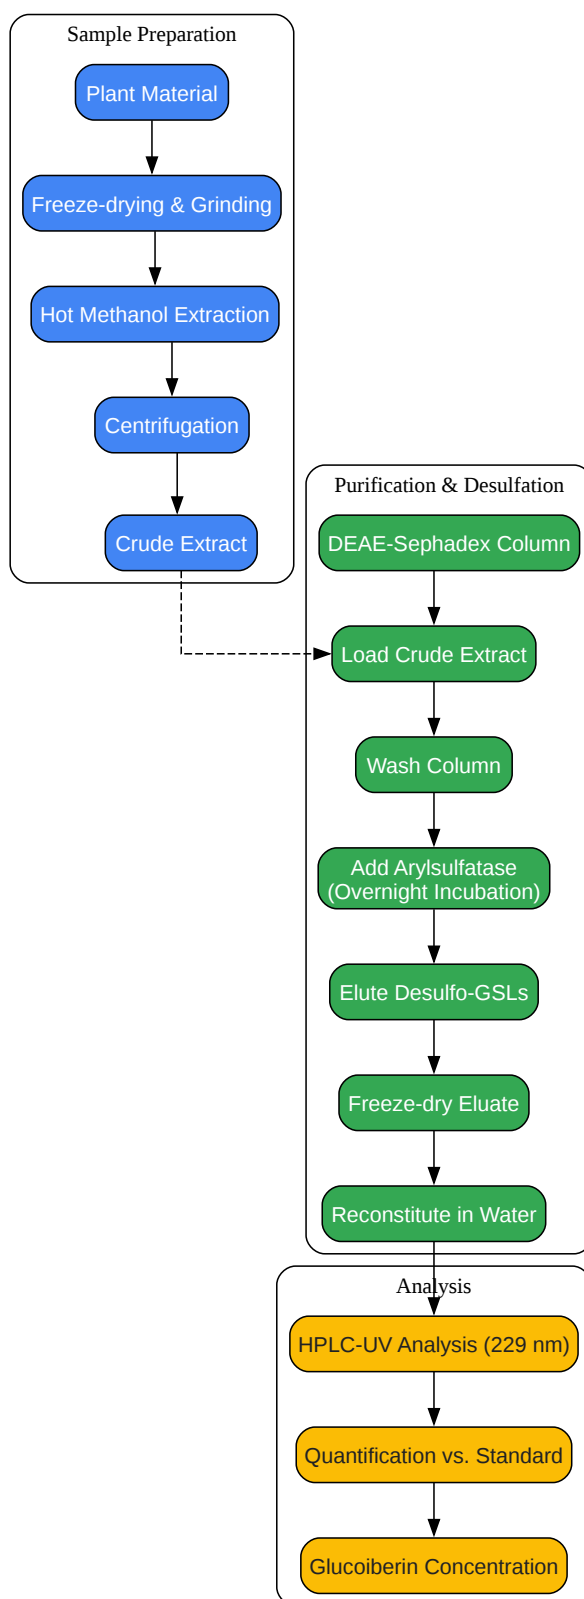 Sample Preparation
Plant Material
Freeze-drying & Grinding
Hot Methanol Extraction
Centrifugation
Crude Extract
Purification & Desulfation
DEAE-Sephadex Column
Load Crude Extract
Wash Column
Add Arylsulfatase
(Overnight Incubation)
Elute Desulfo-GSLs
Freeze-dry Eluate
Reconstitute in Water
Analysis
HPLC-UV Analysis (229 nm)
Quantification vs. Standard
Glucoiberin Concentration